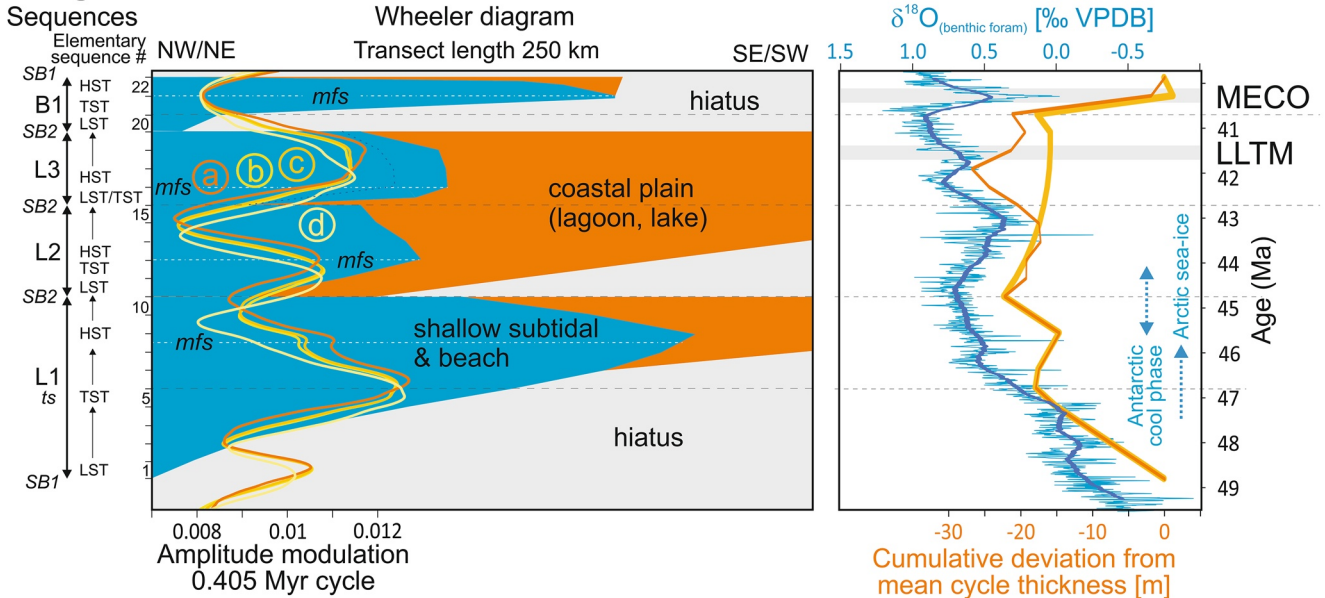 Sequences
Elementary
sequence #
Wheeler diagram
NW/NE
Transect length 250 km
SE/SW
SB1
B1
SB2
L3
SB2
L2
SB2
L1
ts
SB1
HST
TST
LST
HST
LST/TST
HST
TST
LST
HST
TST
LST
22
20
15
10
5
1
mfs
hiatus
a
b
c
mfs
coastal plain
(lagoon, lake)
d
mfs
shallow subtidal
& beach
mfs
hiatus
0.008
0.01
0.012
Amplitude modulation
0.405 Myr cycle
δ18O(benthic foram) [‰ VPDB]
1.5
1.0
0.5
0.0
-0.5
MECO
LLTM
41
42
43
44
45
46
47
48
49
Age (Ma)
Arctic sea-ice
Antarctic
cool phase
-30
-20
-10
0
Cumulative deviation from
mean cycle thickness [m]